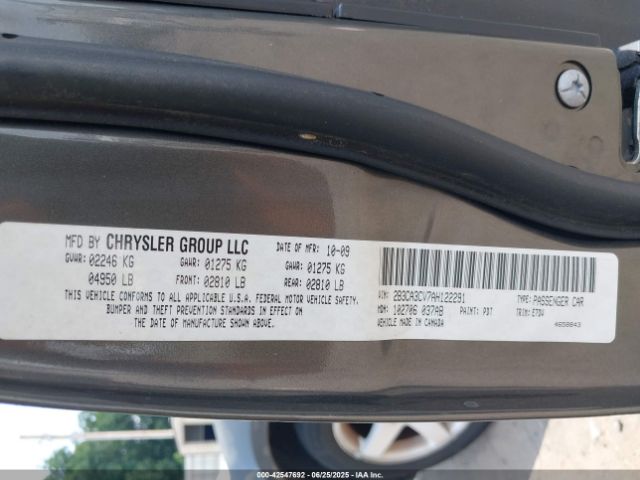 MFD BY CHRYSLER GROUP LLC DATE OF MFR 10-09
GVWR: 02246 KG GAWR: 01275 KG GAWR: 01275 KG
04950 LB FRONT: 02810 LB REAR: 02810 LB
THIS VEHICLE CONFORMS TO ALL APPLICABLE U.S.A. FEDERAL MOTOR VEHICLE SAFETY,
BUMPER AND THEFT PREVENTION STANDARDS IN EFFECT ON
THE DATE OF MANUFACTURE SHOWN ABOVE.
VIN: 2B3CA3CV7AH122291 TYPE: PASSENGER CAR
MDH: 102706 037AB PAINT: PDT TRIM: E7DV
VEHICLE MADE IN CANADA 4658843
000-42547692 - 06/25/2025 - IAA Inc.